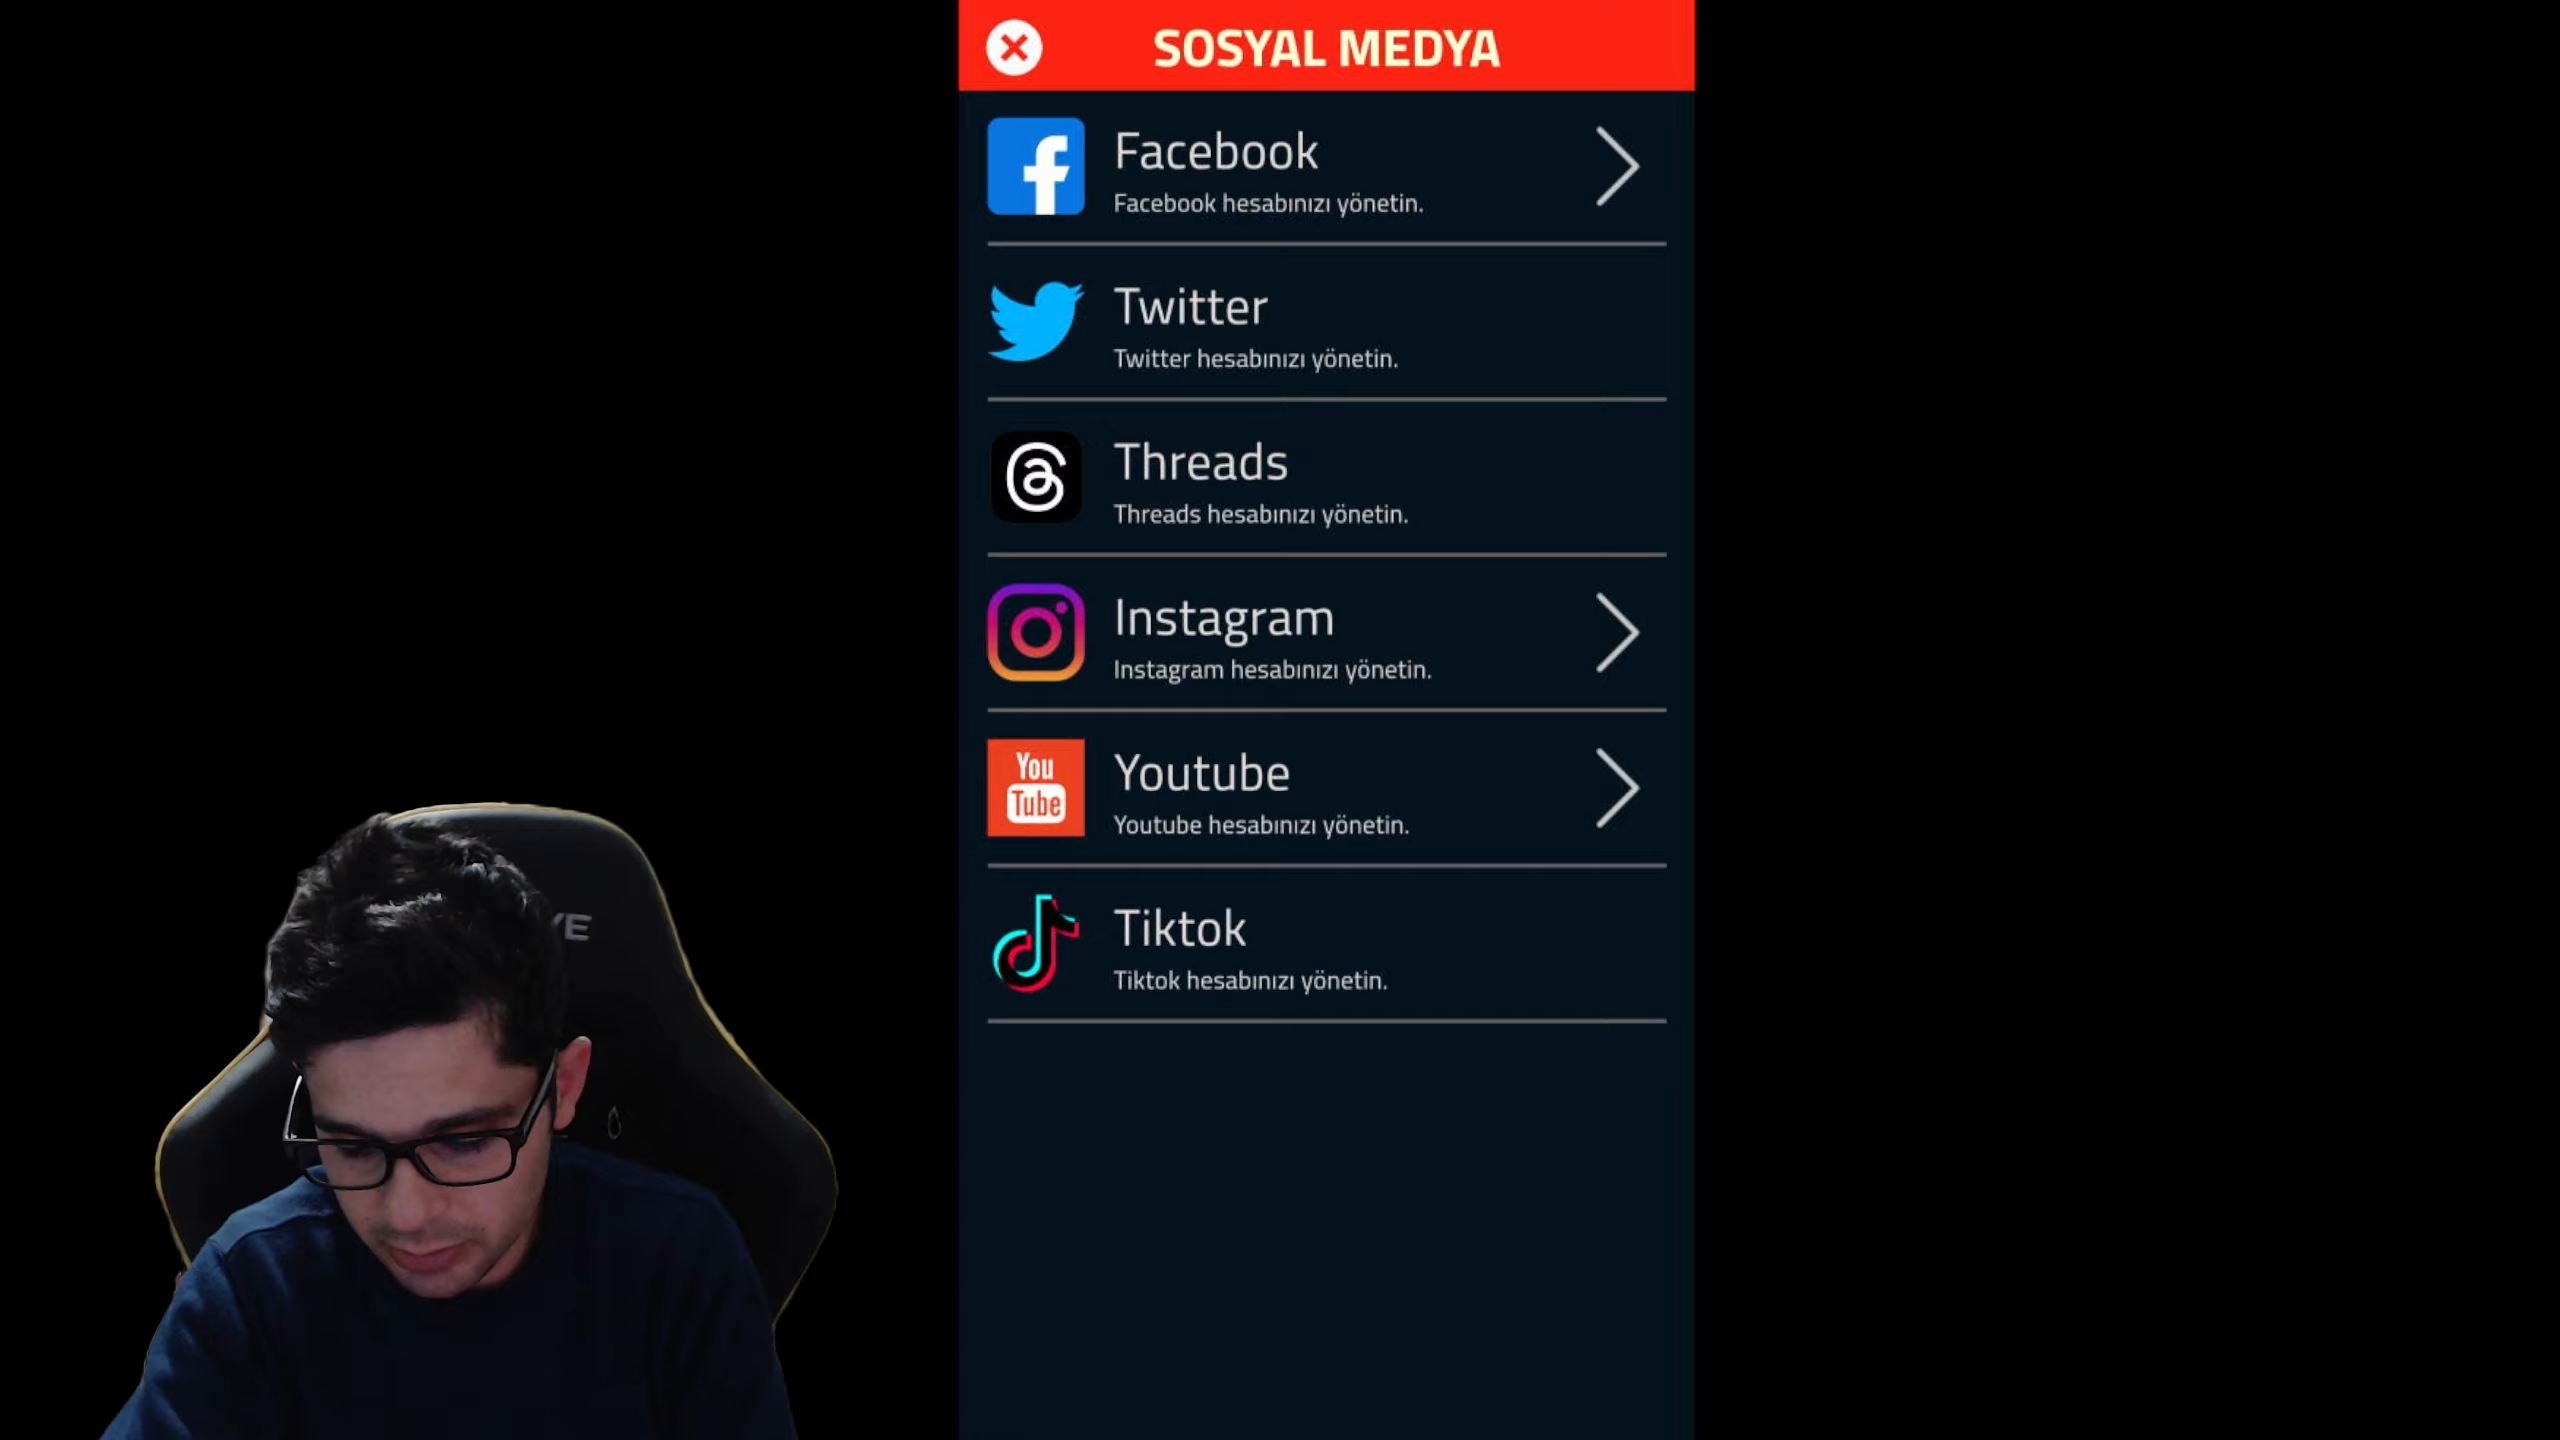 SOSYAL MEDYA
Facebook
Facebook hesabınızı yönetin.
Twitter
Twitter hesabınızı yönetin.
Threads
Threads hesabınızı yönetin.
Instagram
Instagram hesabınızı yönetin.
You
Tube
Youtube
Youtube hesabınızı yönetin.
Tiktok
Tiktok hesabınızı yönetin.